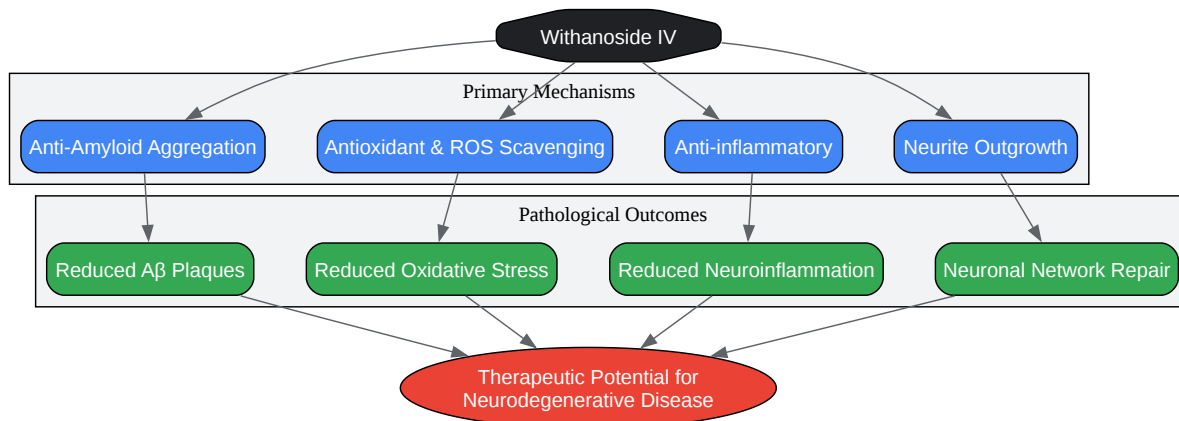 Withanoside IV
Primary Mechanisms
Anti-Amyloid Aggregation
Antioxidant & ROS Scavenging
Anti-inflammatory
Neurite Outgrowth
Pathological Outcomes
Reduced Aβ Plaques
Reduced Oxidative Stress
Reduced Neuroinflammation
Neuronal Network Repair
Therapeutic Potential for
Neurodegenerative Disease